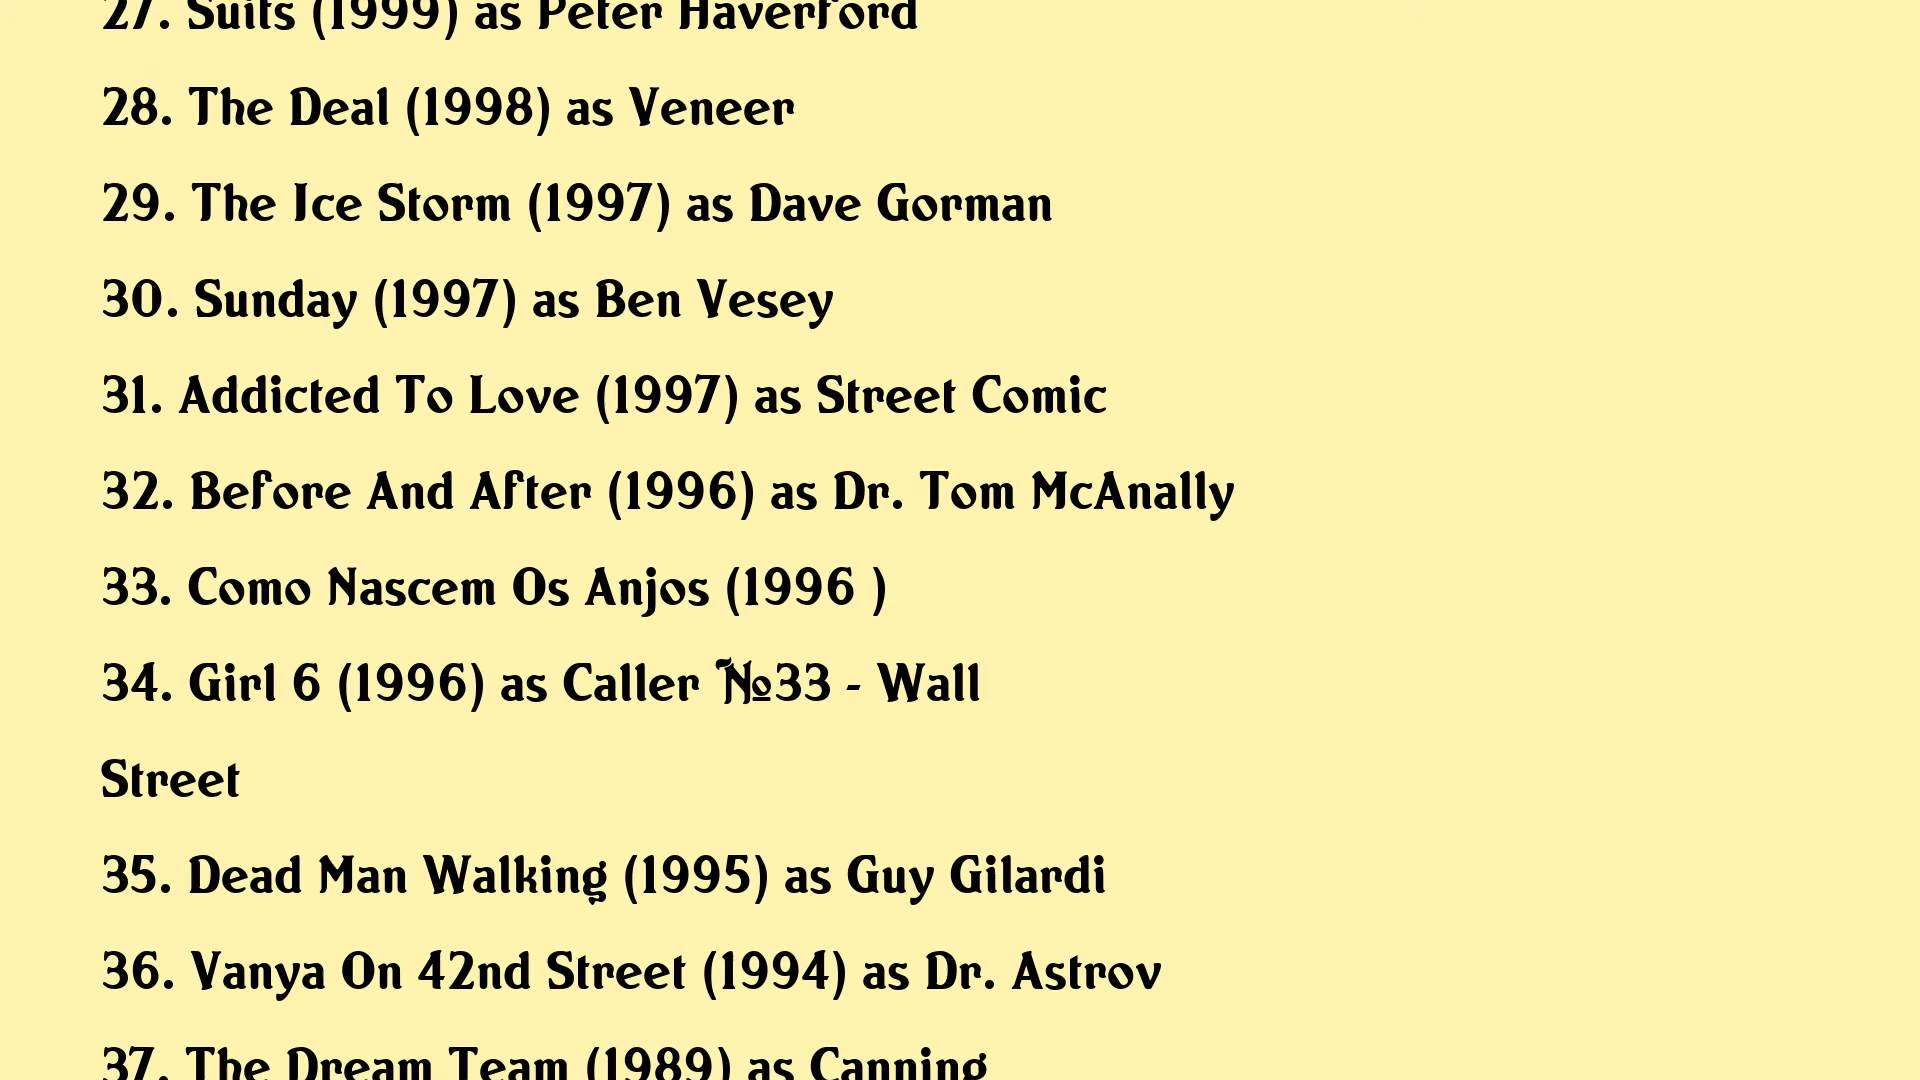 27. Suits (1999) as Peter Haverford
28. The Deal (1998) as Veneer
29. The Ice Storm (1997) as Dave Gorman
30. Sunday (1997) as Ben Vesey
31. Addicted To Love (1997) as Street Comic
32. Before And After (1996) as Dr. Tom McAnally
33. Como Nascem Os Anjos (1996 )
34. Girl 6 (1996) as Caller №33 - Wall
Street
35. Dead Man Walking (1995) as Guy Gilardi
36. Vanya On 42nd Street (1994) as Dr. Astrov
37. The Dream Team (1989) as Canning